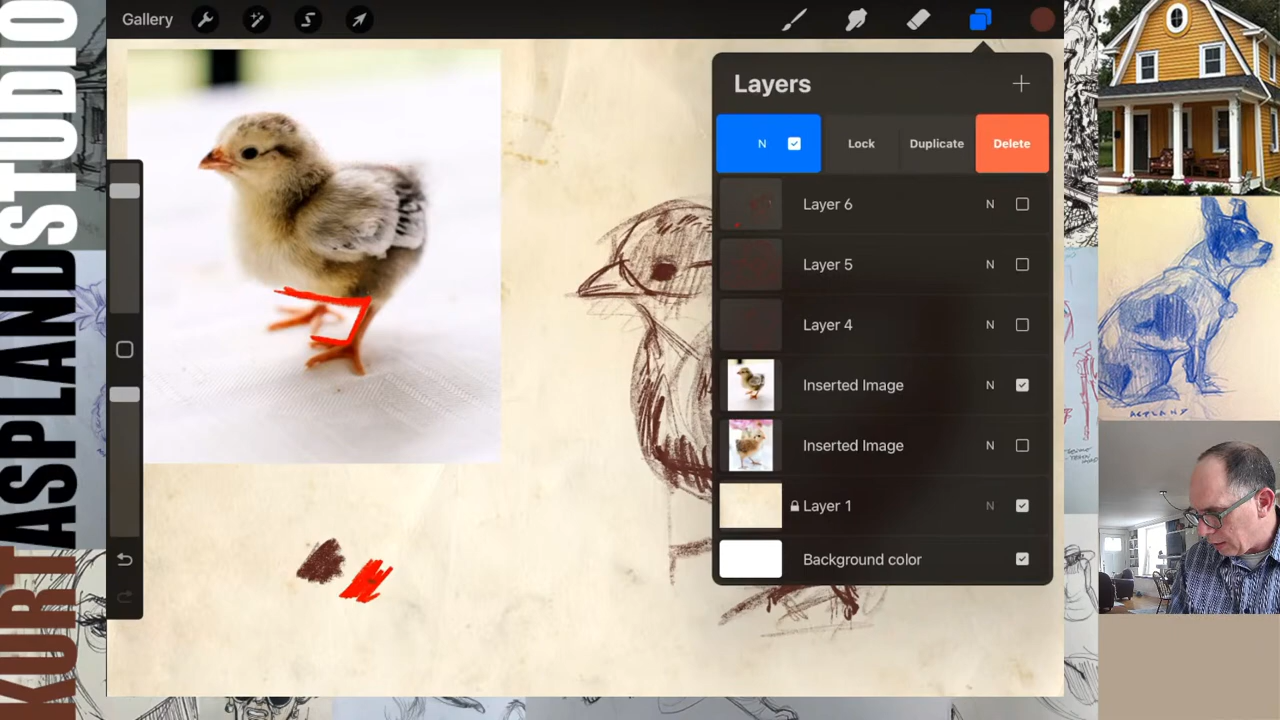 KURT ASPLANDSTUDIO
Gallery
Layers
N
Lock
Duplicate
Delete
Layer 6
N
Layer 5
N
Layer 4
N
Inserted Image
N
Inserted Image
N
Layer 1
N
Background color
ASPLAND